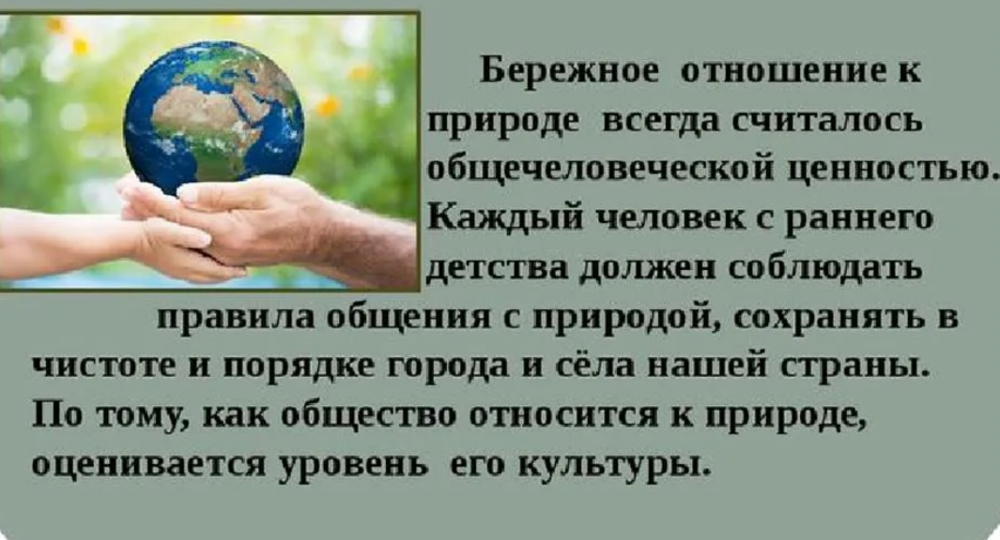 Бережное отношение к
природе всегда считалось
общечеловеческой ценностью.
Каждый человек с раннего
детства должен соблюдать
правила общения с природой, сохранять в
чистоте и порядке города и сёла нашей страны.
По тому, как общество относится к природе,
оценивается уровень его культуры.